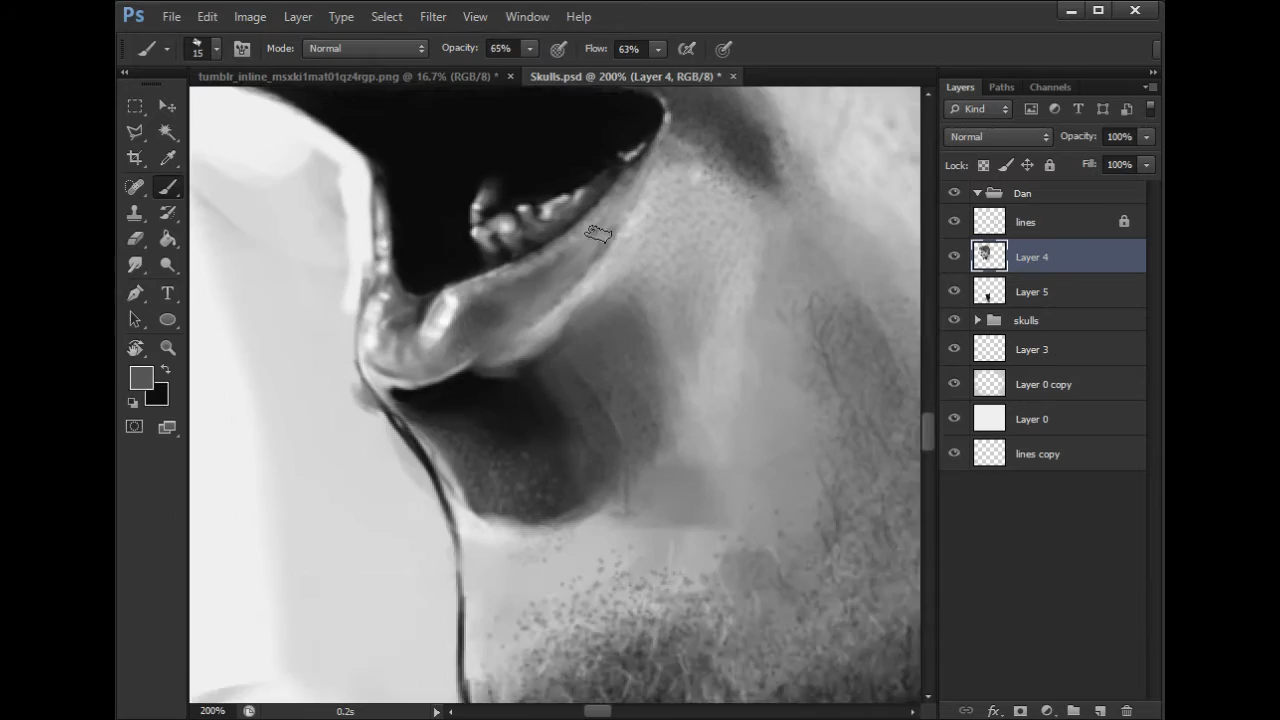 Ps File Edit Image Layer Type Select Filter View Window Help
15 Mode: Normal Opacity: 65% Flow: 63%
tumblr_inline_msxki1mat01qz4rgp.png @ 16.7% (RGB/8) * × Skulls.psd @ 200% (Layer 4, RGB/8) * ×
Layers Paths Channels
Kind
Normal Opacity: 100%
Lock: Fill: 100%
Dan
lines
Layer 4
Layer 5
skulls
Layer 3
Layer 0 copy
Layer 0
lines copy
200% 0.2s